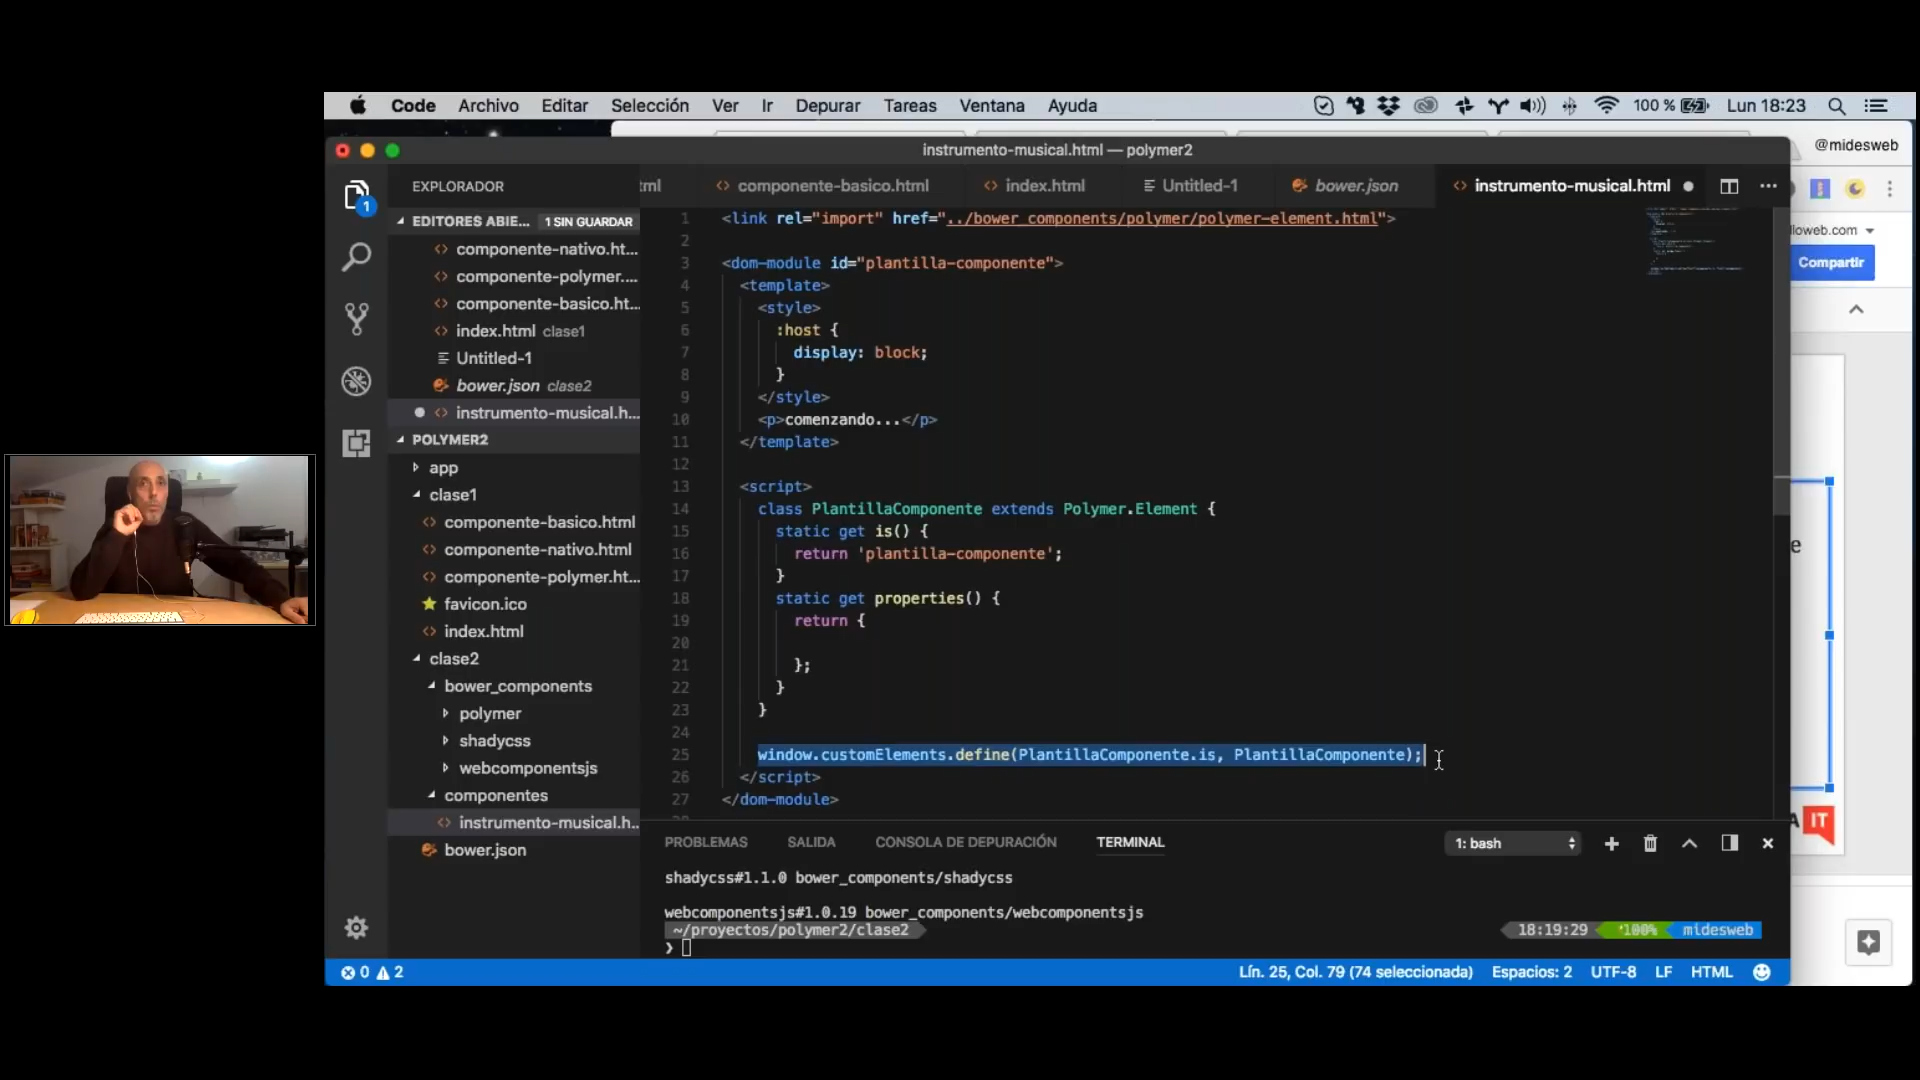 Code Archivo Editar Selección Ver Ir Depurar Tareas Ventana Ayuda 100 % Lun 18:23
instrumento-musical.html — polymer2
@midesweb
EXPLORADOR
tml componente-basico.html index.html Untitled-1 bower.json instrumento-musical.html
1
EDITORES ABIE... 1 SIN GUARDAR
componente-nativo.ht...
componente-polymer....
componente-basico.ht...
index.html clase1
Untitled-1
bower.json clase2
instrumento-musical.h...
POLYMER2
app
clase1
componente-basico.html
componente-nativo.html
componente-polymer.ht...
favicon.ico
index.html
clase2
bower_components
polymer
shadycss
webcomponentsjs
componentes
instrumento-musical.h...
bower.json
1 <link rel="import" href="../bower_components/polymer/polymer-element.html">
2
3 <dom-module id="plantilla-componente">
4 <template>
5 <style>
6 :host {
7 display: block;
8 }
9 </style>
10 <p>comenzando...</p>
11 </template>
12
13 <script>
14 class PlantillaComponente extends Polymer.Element {
15 static get is() {
16 return 'plantilla-componente';
17 }
18 static get properties() {
19 return {
20
21 };
22 }
23 }
24
25 window.customElements.define(PlantillaComponente.is, PlantillaComponente);
26 </script>
27 </dom-module>
loweb.com
Compartir
e
A IT
PROBLEMAS SALIDA CONSOLA DE DEPURACIÓN TERMINAL 1: bash
shadycss#1.1.0 bower_components/shadycss
webcomponentsjs#1.0.19 bower_components/webcomponentsjs
~/proyectos/polymer2/clase2 18:19:29 100% midesweb
❯
0 2 Lín. 25, Col. 79 (74 seleccionada) Espacios: 2 UTF-8 LF HTML